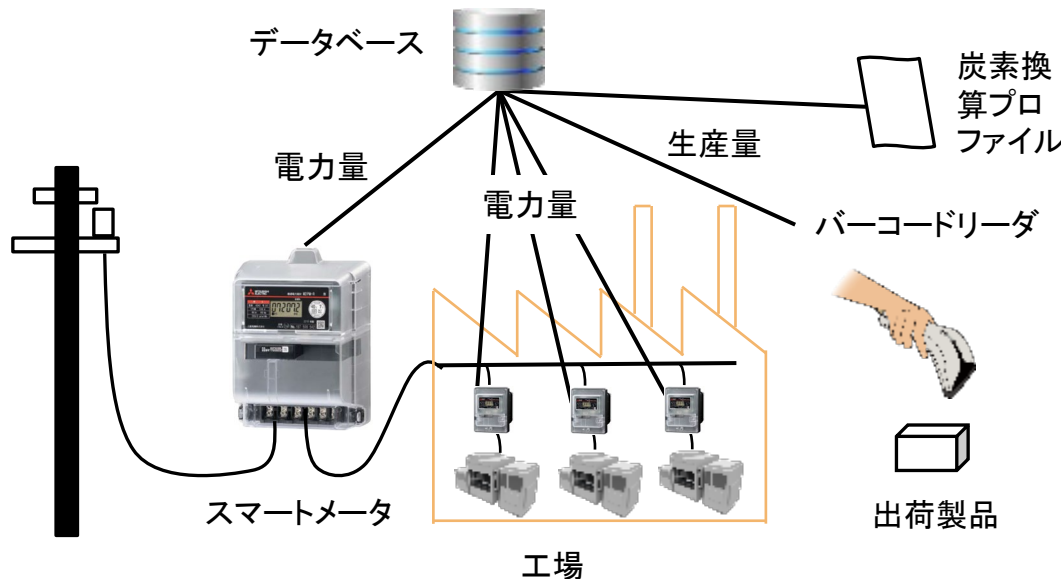 データベース
炭素換
算プロ
ファイル
電力量
生産量
電力量
バーコードリーダ
スマートメータ
出荷製品
工場